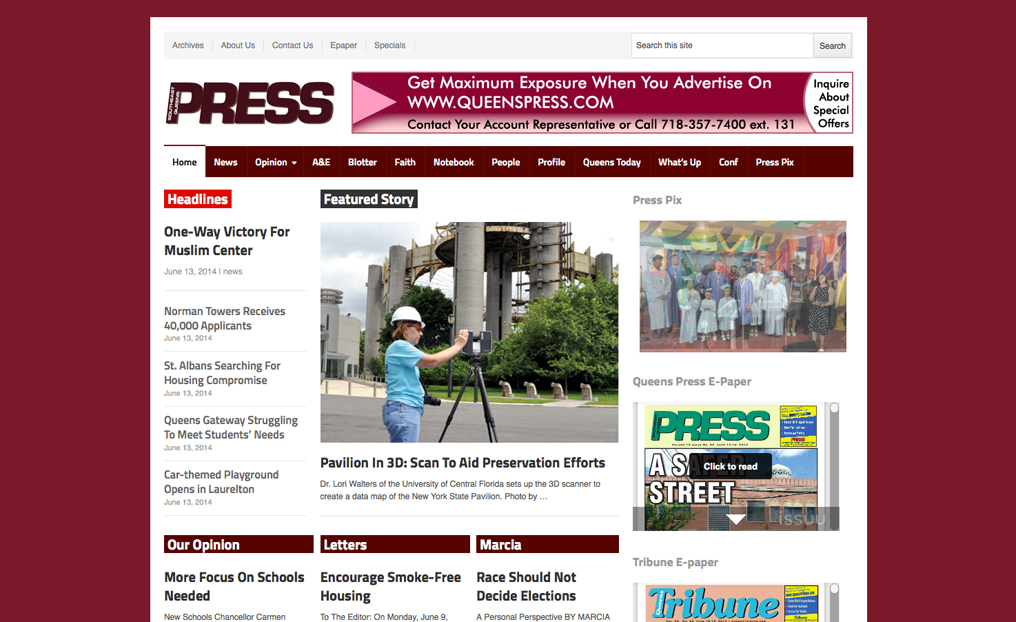 Archives
About Us
Contact Us
Epaper
Specials
Search this site
Search
SOUTHEAST QUEENS
PRESS
Get Maximum Exposure When You Advertise On
WWW.QUEENSPRESS.COM
Contact Your Account Representative or Call 718-357-7400 ext. 131
Inquire
About
Special
Offers
Home
News
Opinion
A&E
Blotter
Faith
Notebook
People
Profile
Queens Today
What's Up
Conf
Press Pix
Headlines
One-Way Victory For
Muslim Center
June 13, 2014 | news
Norman Towers Receives
40,000 Applicants
June 13, 2014
St. Albans Searching For
Housing Compromise
June 13, 2014
Queens Gateway Struggling
To Meet Students' Needs
June 13, 2014
Car-themed Playground
Opens in Laurelton
June 13, 2014
Featured Story
Pavilion In 3D: Scan To Aid Preservation Efforts
Dr. Lori Walters of the University of Central Florida sets up the 3D scanner to
create a data map of the New York State Pavilion. Photo by ...
Our Opinion
More Focus On Schools
Needed
New Schools Chancellor Carmen
Letters
Encourage Smoke-Free
Housing
To The Editor: On Monday, June 9,
Marcia
Race Should Not
Decide Elections
A Personal Perspective BY MARCIA
Press Pix
Queens Press E-Paper
PRESS
A SAFER
STREET
Click to read
issuu
Tribune E-paper
Tribune